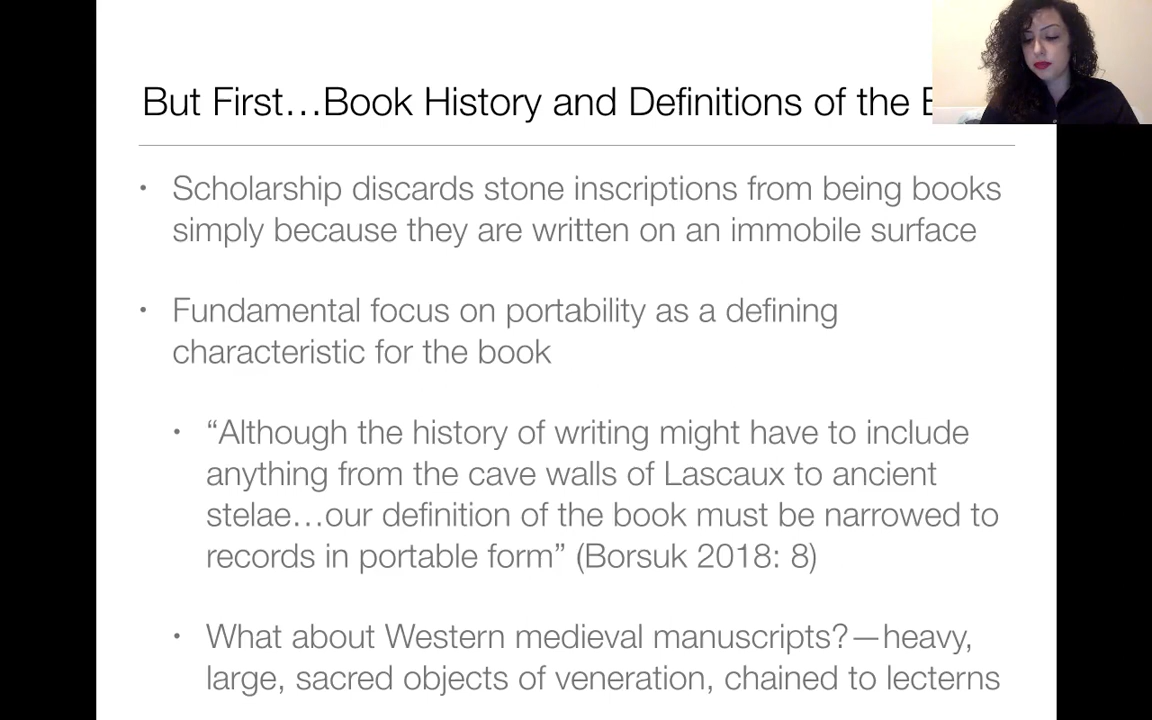 But First…Book History and Definitions of the
• Scholarship discards stone inscriptions from being books
simply because they are written on an immobile surface
• Fundamental focus on portability as a defining
characteristic for the book
• “Although the history of writing might have to include
anything from the cave walls of Lascaux to ancient
stelae…our definition of the book must be narrowed to
records in portable form” (Borsuk 2018: 8)
• What about Western medieval manuscripts?—heavy,
large, sacred objects of veneration, chained to lecterns